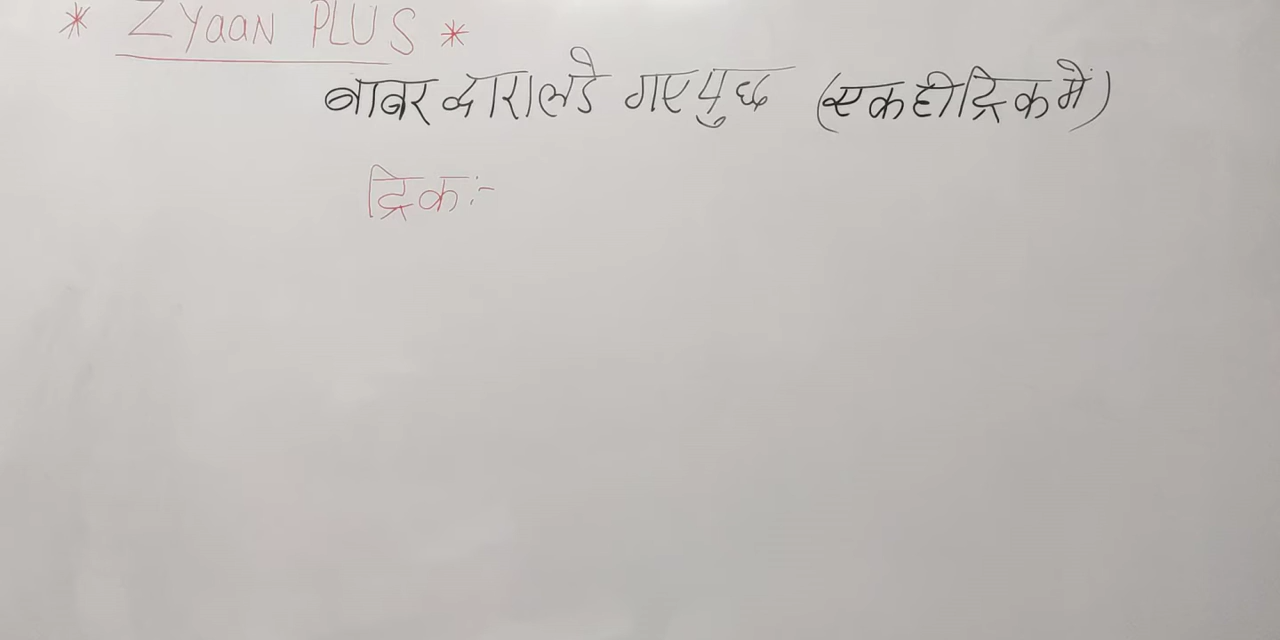 * ZYaaN PLUS *
बाबर द्वारा लडे गए युद्ध (एक ही ट्रिक में)
ट्रिक :-